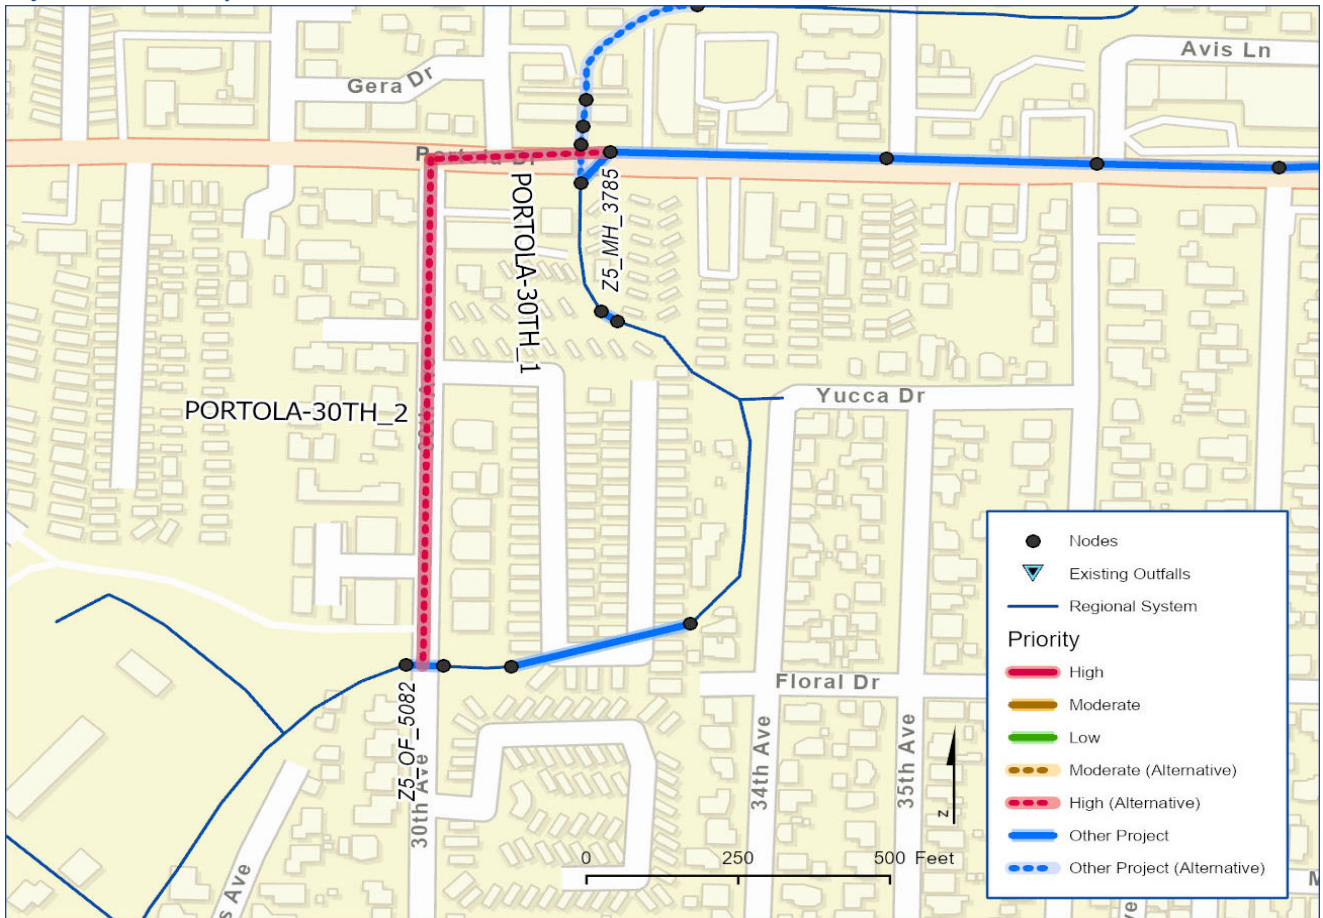 Avis Ln
Gera Dr
PORTOLA-30TH_1
Z5_MH_3785
PORTOLA-30TH_2
Yucca Dr
Floral Dr
Z5_OF_5082
30th Ave
34th Ave
35th Ave
s Ave
z
0 250 500 Feet
Nodes
Existing Outfalls
Regional System
Priority
High
Moderate
Low
Moderate (Alternative)
High (Alternative)
Other Project
Other Project (Alternative)